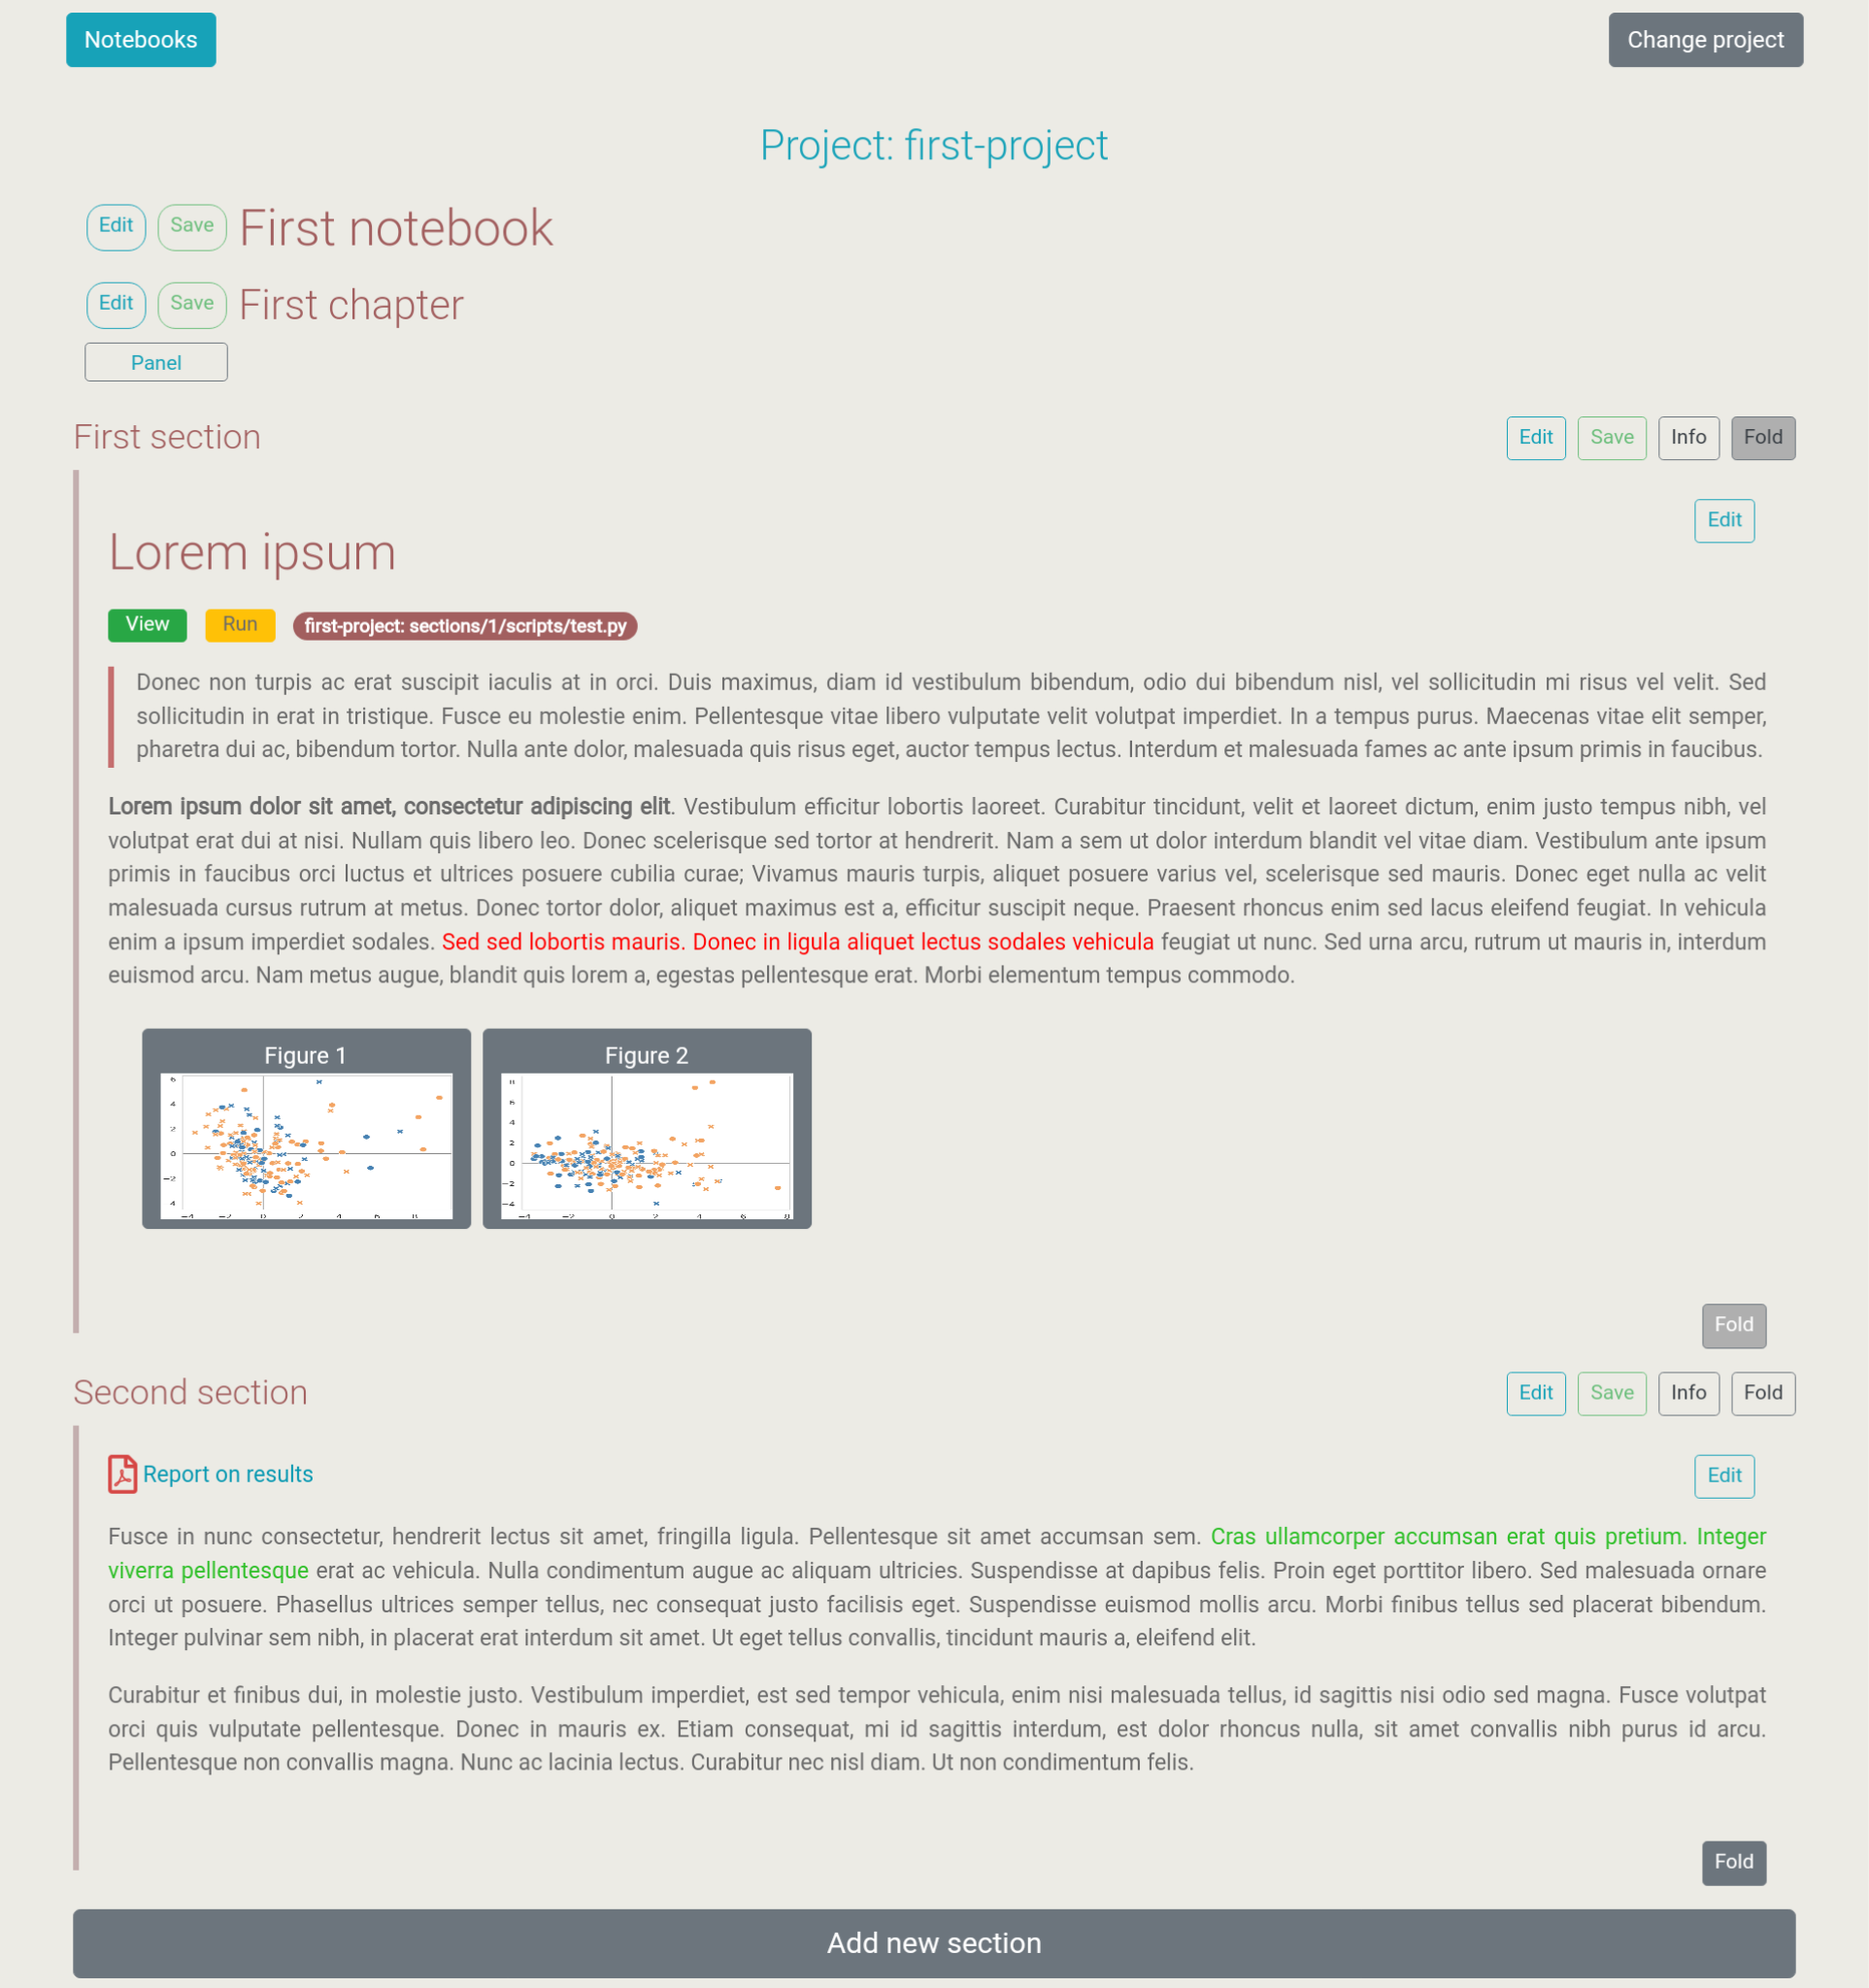 Notebooks
Change project
Project: first-project
Edit Save First notebook
Edit Save First chapter
Panel
First section
Edit Save Info Fold
Edit
Lorem ipsum
View Run first-project: sections/1/scripts/test.py
Donec non turpis ac erat suscipit iaculis at in orci. Duis maximus, diam id vestibulum bibendum, odio dui bibendum nisl, vel sollicitudin mi risus vel velit. Sed
sollicitudin in erat in tristique. Fusce eu molestie enim. Pellentesque vitae libero vulputate velit volutpat imperdiet. In a tempus purus. Maecenas vitae elit semper,
pharetra dui ac, bibendum tortor. Nulla ante dolor, malesuada quis risus eget, auctor tempus lectus. Interdum et malesuada fames ac ante ipsum primis in faucibus.
Lorem ipsum dolor sit amet, consectetur adipiscing elit. Vestibulum efficitur lobortis laoreet. Curabitur tincidunt, velit et laoreet dictum, enim justo tempus nibh, vel
volutpat erat dui at nisi. Nullam quis libero leo. Donec scelerisque sed tortor at hendrerit. Nam a sem ut dolor interdum blandit vel vitae diam. Vestibulum ante ipsum
primis in faucibus orci luctus et ultrices posuere cubilia curae; Vivamus mauris turpis, aliquet posuere varius vel, scelerisque sed mauris. Donec eget nulla ac velit
malesuada cursus rutrum at metus. Donec tortor dolor, aliquet maximus est a, efficitur suscipit neque. Praesent rhoncus enim sed lacus eleifend feugiat. In vehicula
enim a ipsum imperdiet sodales. Sed sed lobortis mauris. Donec in ligula aliquet lectus sodales vehicula feugiat ut nunc. Sed urna arcu, rutrum ut mauris in, interdum
euismod arcu. Nam metus augue, blandit quis lorem a, egestas pellentesque erat. Morbi elementum tempus commodo.
Figure 1
Figure 2
Fold
Second section
Edit Save Info Fold
Report on results
Edit
Fusce in nunc consectetur, hendrerit lectus sit amet, fringilla ligula. Pellentesque sit amet accumsan sem. Cras ullamcorper accumsan erat quis pretium. Integer
viverra pellentesque erat ac vehicula. Nulla condimentum augue ac aliquam ultricies. Suspendisse at dapibus felis. Proin eget porttitor libero. Sed malesuada ornare
orci ut posuere. Phasellus ultrices semper tellus, nec consequat justo facilisis eget. Suspendisse euismod mollis arcu. Morbi finibus tellus sed placerat bibendum.
Integer pulvinar sem nibh, in placerat erat interdum sit amet. Ut eget tellus convallis, tincidunt mauris a, eleifend elit.
Curabitur et finibus dui, in molestie justo. Vestibulum imperdiet, est sed tempor vehicula, enim nisi malesuada tellus, id sagittis nisi odio sed magna. Fusce volutpat
orci quis vulputate pellentesque. Donec in mauris ex. Etiam consequat, mi id sagittis interdum, est dolor rhoncus nulla, sit amet convallis nibh purus id arcu.
Pellentesque non convallis magna. Nunc ac lacinia lectus. Curabitur nec nisl diam. Ut non condimentum felis.
Fold
Add new section